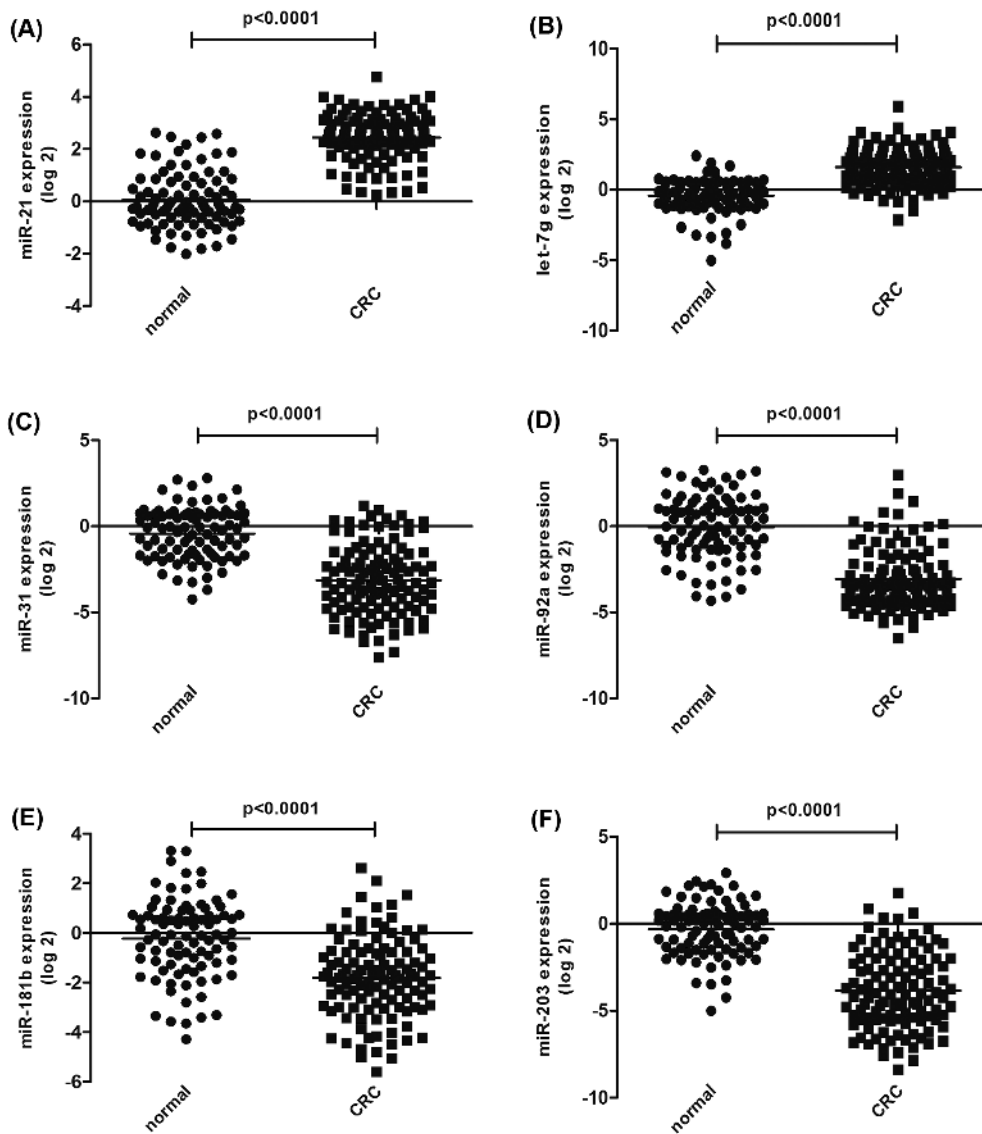 (A)
p<0.0001
miR-21 expression
(log 2)
6
4
2
0
-2
-4
normal
CRC
(B)
p<0.0001
let-7g expression
(log 2)
10
5
0
-5
-10
normal
CRC
(C)
p<0.0001
miR-31 expression
(log 2)
5
0
-5
-10
normal
CRC
(D)
p<0.0001
miR-92a expression
(log 2)
5
0
-5
-10
normal
CRC
(E)
p<0.0001
miR-181b expression
(log 2)
4
2
0
-2
-4
-6
normal
CRC
(F)
p<0.0001
miR-203 expression
(log 2)
5
0
-5
-10
normal
CRC